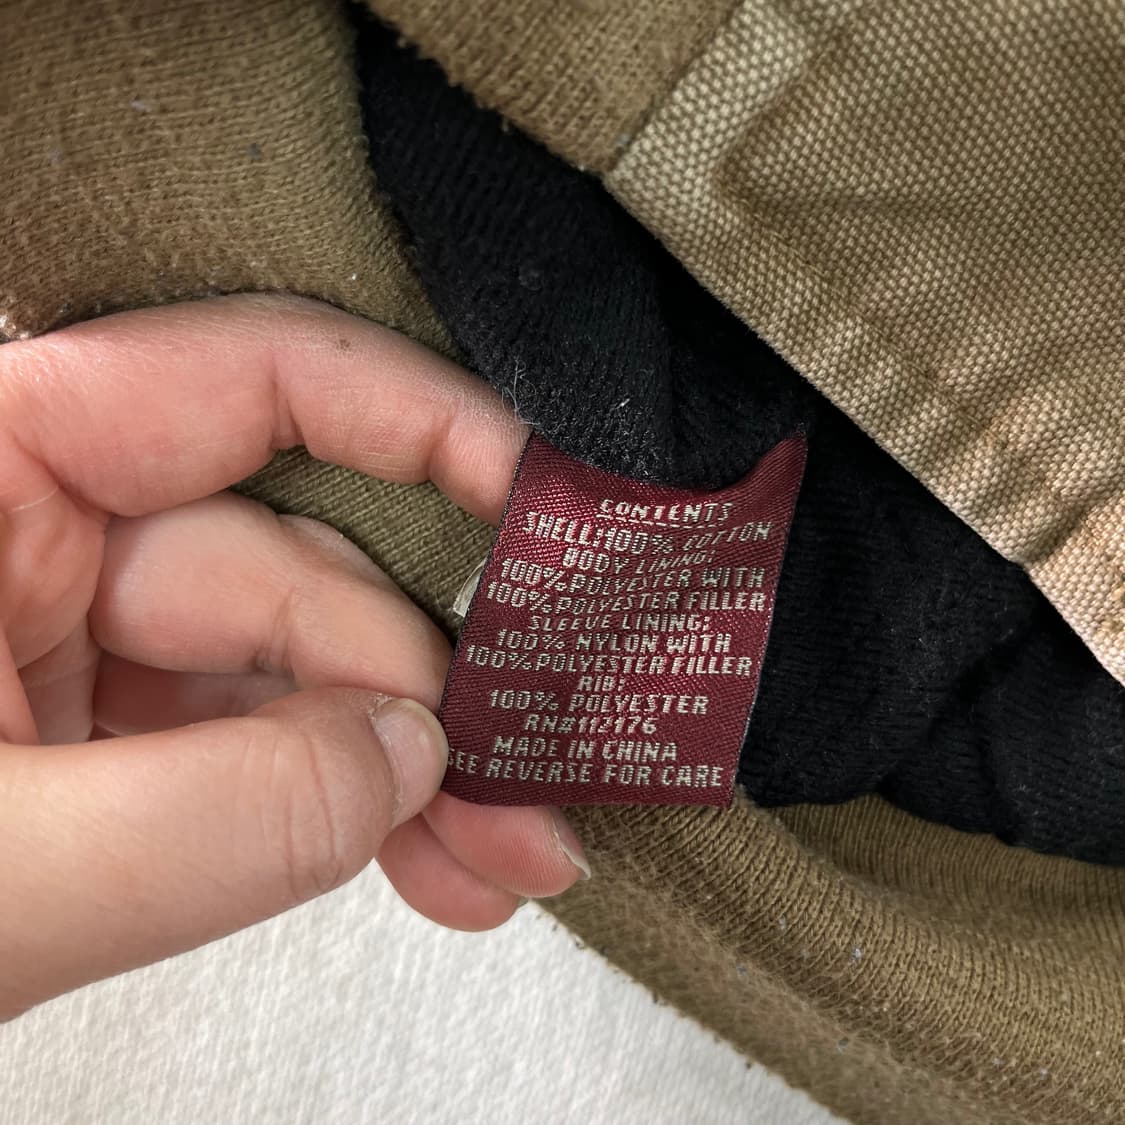 CONTENTS
SHELL:100% COTTON
BODY LINING:
100%POLYESTER WITH
100%POLYESTER FILLER
SLEEVE LINING:
100% NYLON WITH
100%POLYESTER FILLER
RIB:
100% POLYESTER
RN#112176
MADE IN CHINA
SEE REVERSE FOR CARE